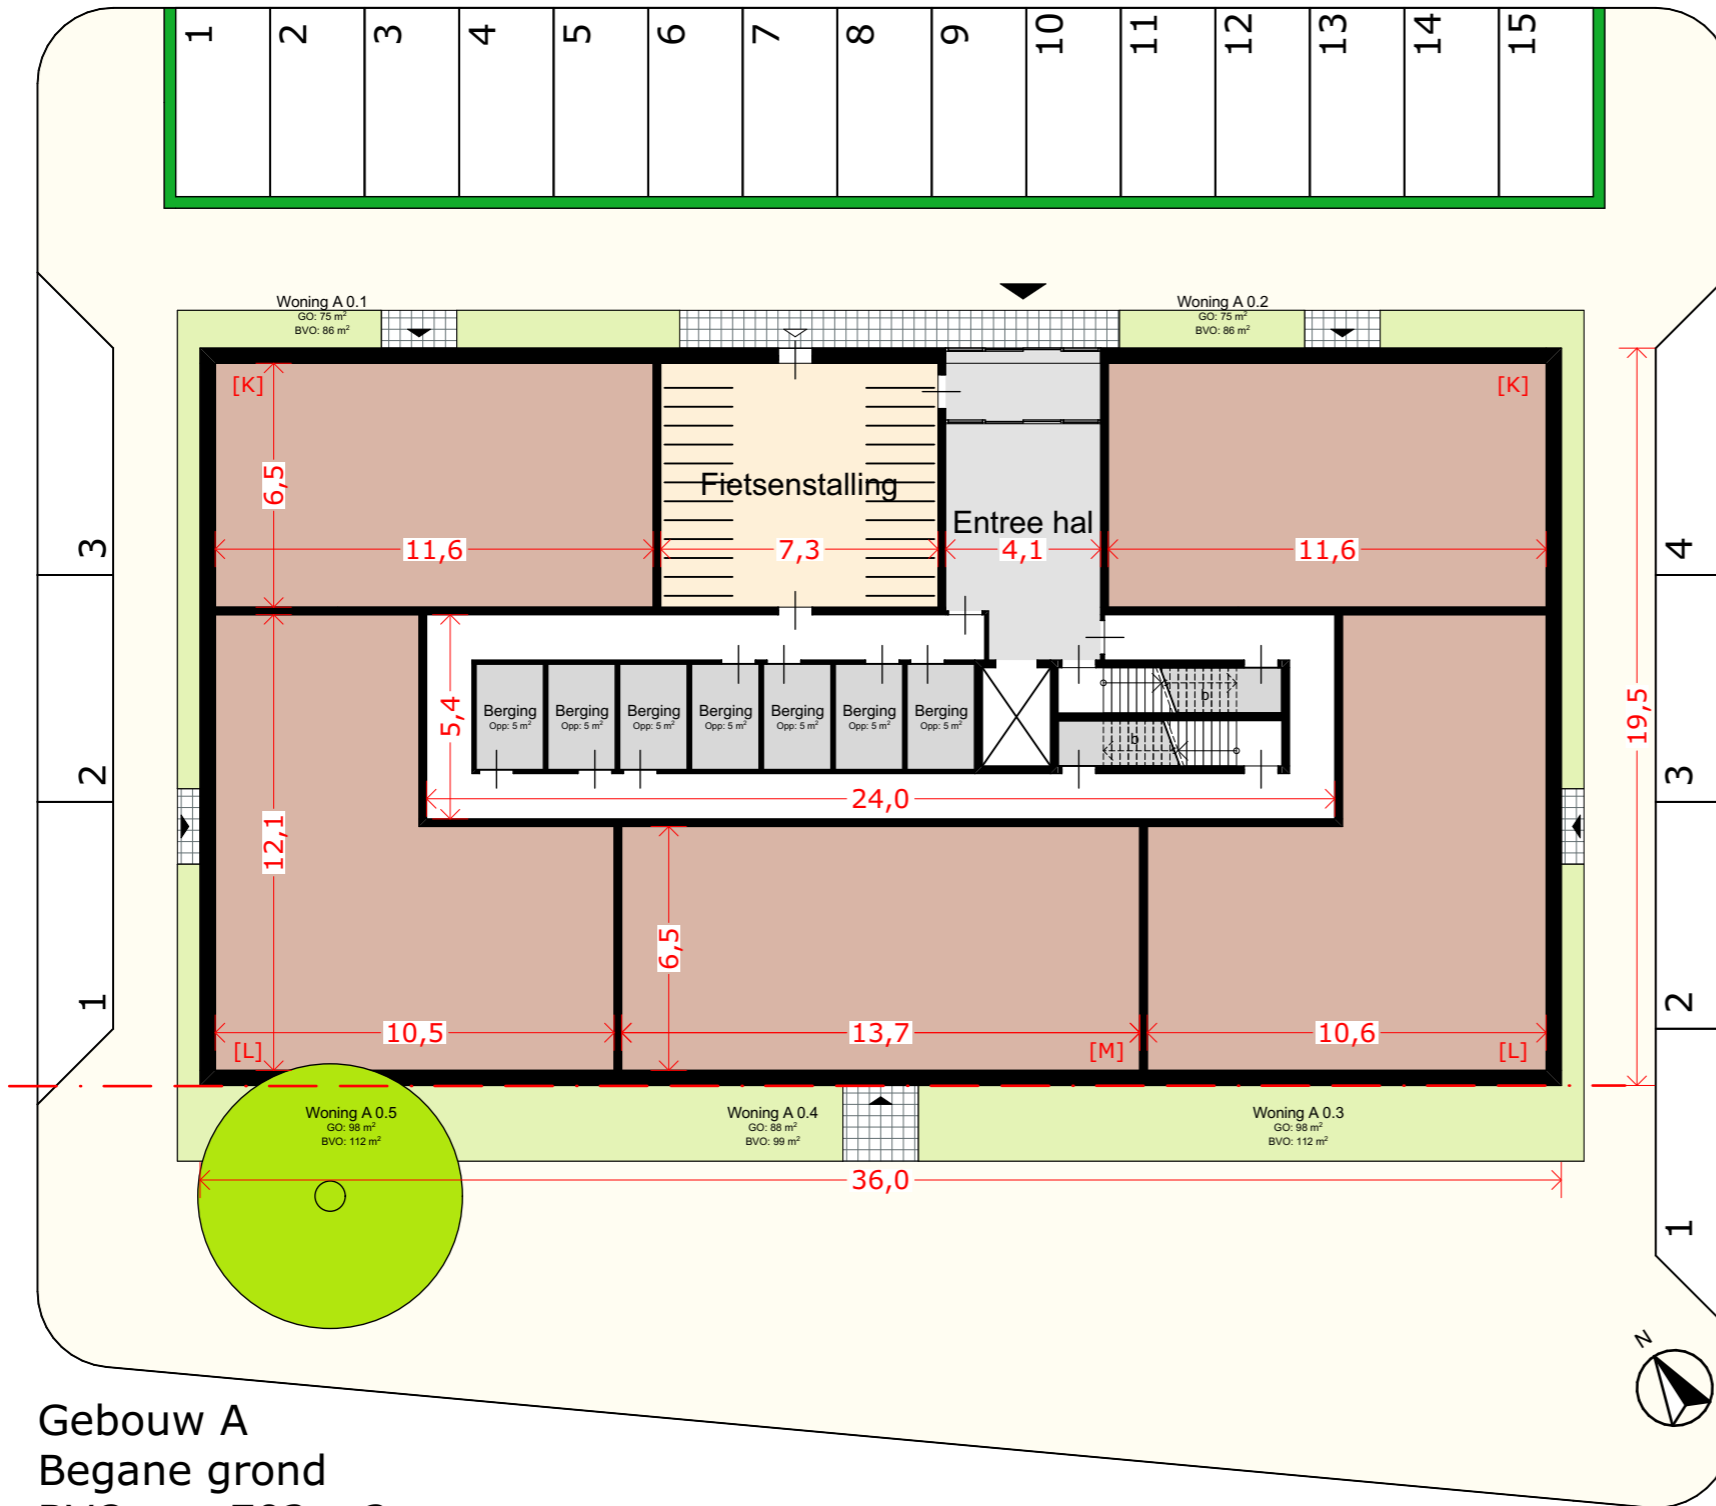 1 2 3 4 5 6 7 8 9 10 11 12 13 14 15
Woning A 0.1
GO: 75 m²
BVO: 86 m²
Woning A 0.2
GO: 75 m²
BVO: 86 m²
[K]
[K]
6,5
Fietsenstalling
Entree hal
11,6
7,3
4,1
11,6
3
2
1
4
3
2
1
Berging
Opp: 5 m²
Berging
Opp: 5 m²
Berging
Opp: 5 m²
Berging
Opp: 5 m²
Berging
Opp: 5 m²
Berging
Opp: 5 m²
Berging
Opp: 5 m²
b
b
5,4
19,5
24,0
12,1
6,5
10,5
13,7
10,6
[L]
[M]
[L]
Woning A 0.5
GO: 98 m²
BVO: 112 m²
Woning A 0.4
GO: 88 m²
BVO: 99 m²
Woning A 0.3
GO: 98 m²
BVO: 112 m²
36,0
N
Gebouw A
Begane grond